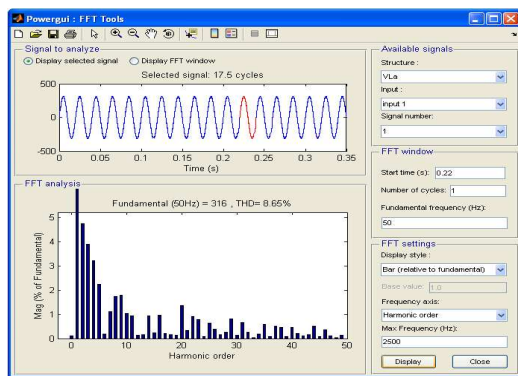 Powergui : FFT Tools
Signal to analyze
Display selected signal
Display FFT window
Selected signal: 17.5 cycles
500
0
-500
0
0.05
0.1
0.15
0.2
0.25
0.3
0.35
Time (s)
FFT analysis
Fundamental (50Hz) = 316 , THD= 8.65%
Mag (% of Fundamental)
5
4
3
2
1
0
0
10
20
30
40
50
Harmonic order
Available signals
Structure :
VLa
Input :
input 1
Signal number:
1
FFT window
Start time (s): 0.22
Number of cycles: 1
Fundamental frequency (Hz):
50
FFT settings
Display style :
Bar (relative to fundamental)
Base value: 1.0
Frequency axis:
Harmonic order
Max Frequency (Hz):
2500
Display
Close